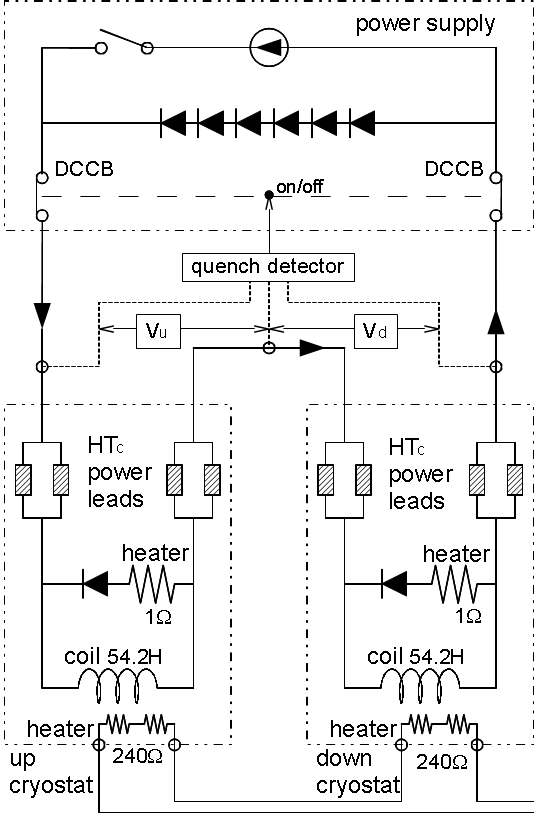 power supply
DCCB
DCCB
on/off
quench detector
Vu
Vd
HTc
power
leads
HTc
power
leads
heater
1Ω
heater
1Ω
coil 54.2H
coil 54.2H
heater
240Ω
heater
240Ω
up
cryostat
down
cryostat